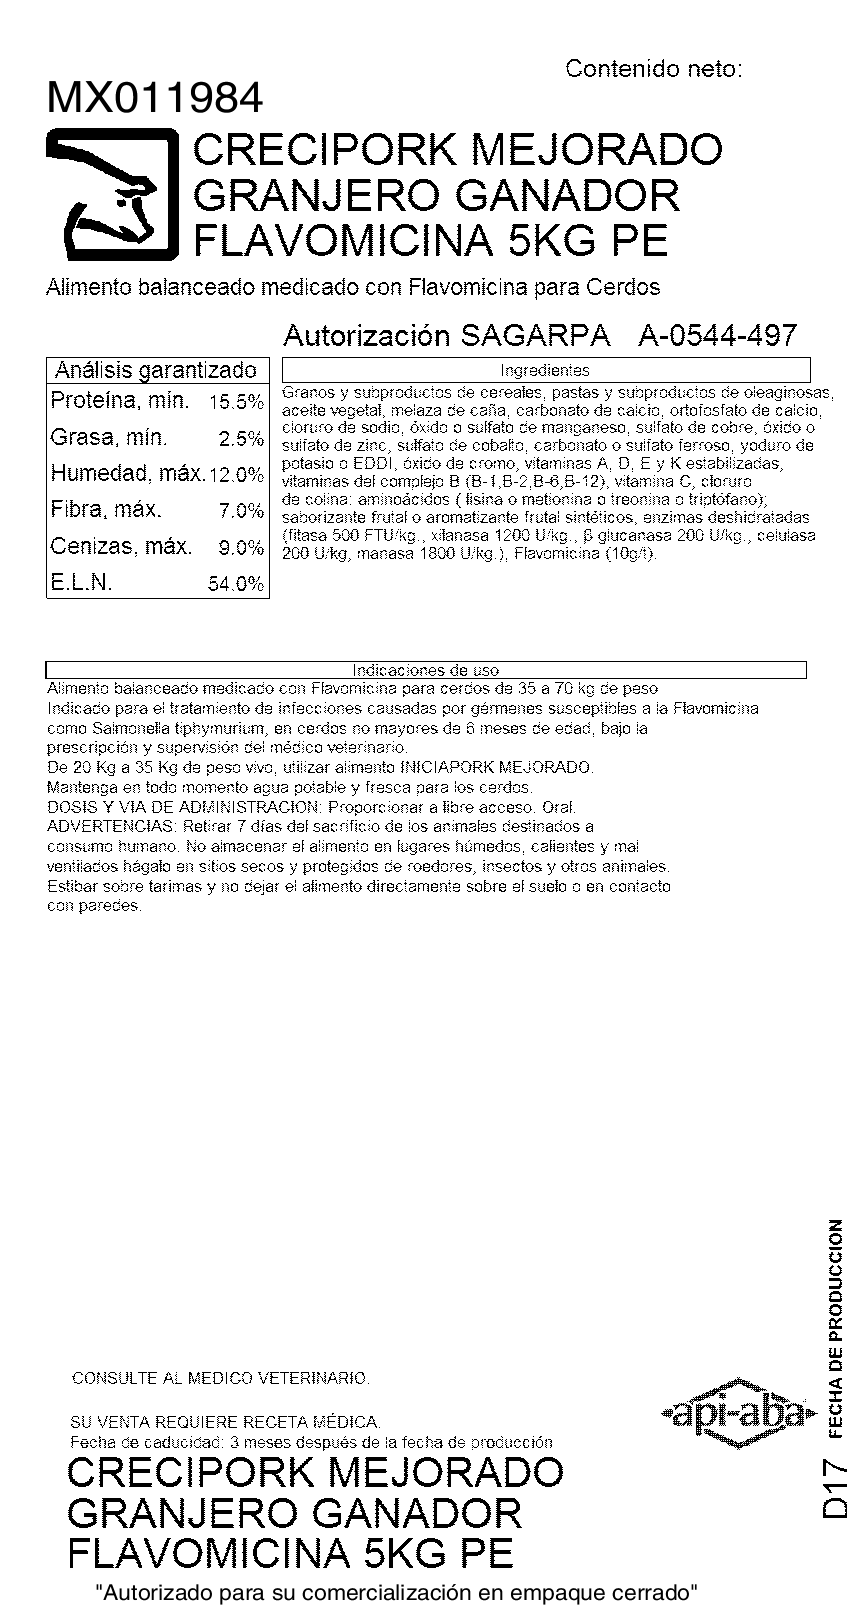 Contenido neto:
MX011984
CRECIPORK MEJORADO
GRANJERO GANADOR
FLAVOMICINA 5KG PE
Alimento balanceado medicado con Flavomicina para Cerdos
Autorización SAGARPA A-0544-497
Análisis garantizado
Proteína, mín. 15.5%
Grasa, mín. 2.5%
Humedad, máx. 12.0%
Fibra, máx. 7.0%
Cenizas, máx. 9.0%
E.L.N. 54.0%
Ingredientes
Granos y subproductos de cereales, pastas y subproductos de oleaginosas,
aceite vegetal, melaza de caña, carbonato de calcio, ortofosfato de calcio,
cloruro de sodio, óxido o sulfato de manganeso, sulfato de cobre, óxido o
sulfato de zinc, sulfato de cobalto, carbonato o sulfato ferroso, yoduro de
potasio o EDDI, óxido de cromo, vitaminas A, D, E y K estabilizadas,
vitaminas del complejo B (B-1,B-2,B-6,B-12), vitamina C, cloruro
de colina: aminoácidos ( lisina o metionina o treonina o triptófano);
saborizante frutal o aromatizante frutal sintéticos, enzimas deshidratadas
(fitasa 500 FTU/kg., xilanasa 1200 U/kg., β glucanasa 200 U/kg., celulasa
200 U/kg, manasa 1800 U/kg.), Flavomicina (10g/t).
Indicaciones de uso
Alimento balanceado medicado con Flavomicina para cerdos de 35 a 70 kg de peso
Indicado para el tratamiento de infecciones causadas por gérmenes susceptibles a la Flavomicina
como Salmonella tiphymurium, en cerdos no mayores de 6 meses de edad, bajo la
prescripción y supervisión del médico veterinario.
De 20 Kg a 35 Kg de peso vivo, utilizar alimento INICIAPORK MEJORADO.
Mantenga en todo momento agua potable y fresca para los cerdos.
DOSIS Y VIA DE ADMINISTRACION: Proporcionar a libre acceso. Oral.
ADVERTENCIAS: Retirar 7 días del sacrificio de los animales destinados a
consumo humano. No almacenar el alimento en lugares húmedos, calientes y mal
ventilados hágalo en sitios secos y protegidos de roedores, insectos y otros animales.
Estibar sobre tarimas y no dejar el alimento directamente sobre el suelo o en contacto
con paredes.
FECHA DE PRODUCCION
D17
CONSULTE AL MEDICO VETERINARIO.
api-aba
SU VENTA REQUIERE RECETA MÉDICA.
Fecha de caducidad: 3 meses después de la fecha de producción
CRECIPORK MEJORADO
GRANJERO GANADOR
FLAVOMICINA 5KG PE
"Autorizado para su comercialización en empaque cerrado"